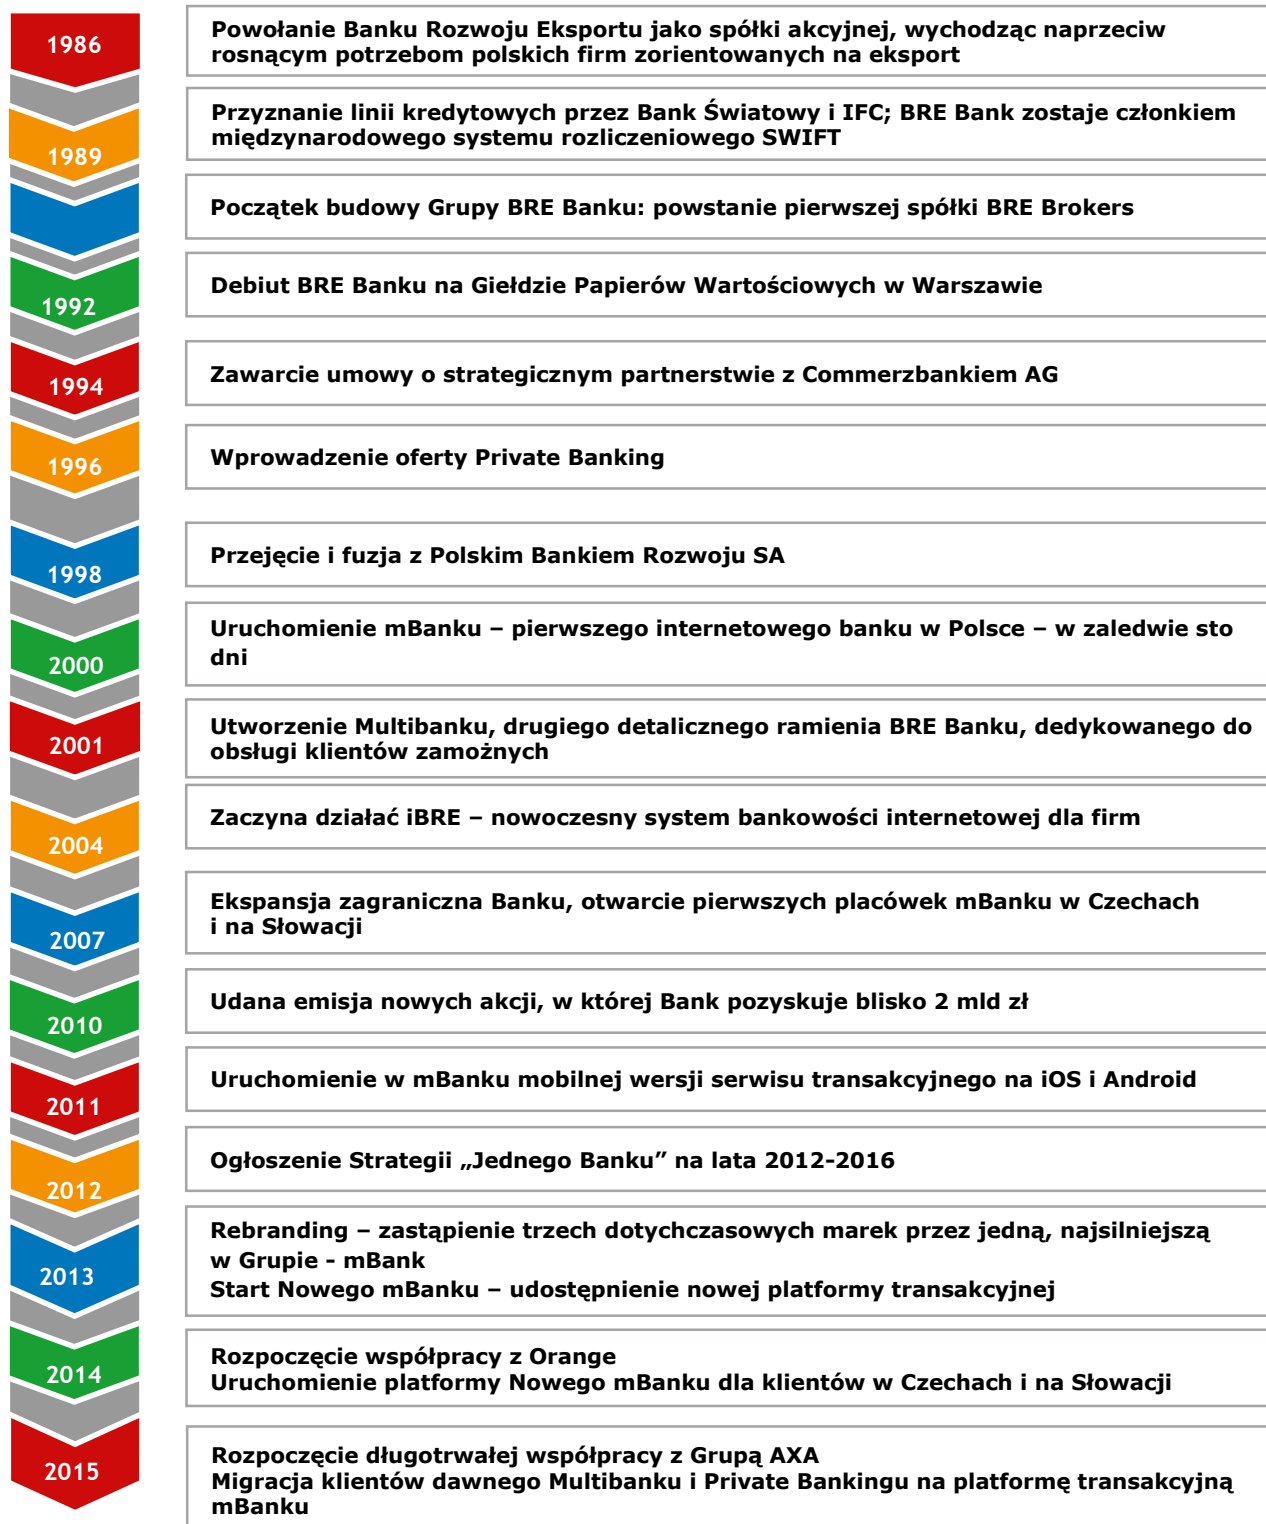 1986
Powołanie Banku Rozwoju Eksportu jako spółki akcyjnej, wychodząc naprzeciw
rosnącym potrzebom polskich firm zorientowanych na eksport
1989
Przyznanie linii kredytowych przez Bank Światowy i IFC; BRE Bank zostaje członkiem
międzynarodowego systemu rozliczeniowego SWIFT
Początek budowy Grupy BRE Banku: powstanie pierwszej spółki BRE Brokers
1992
Debiut BRE Banku na Giełdzie Papierów Wartościowych w Warszawie
1994
Zawarcie umowy o strategicznym partnerstwie z Commerzbankiem AG
1996
Wprowadzenie oferty Private Banking
1998
Przejęcie i fuzja z Polskim Bankiem Rozwoju SA
2000
Uruchomienie mBanku – pierwszego internetowego banku w Polsce – w zaledwie sto
dni
2001
Utworzenie Multibanku, drugiego detalicznego ramienia BRE Banku, dedykowanego do
obsługi klientów zamożnych
2004
Zaczyna działać iBRE – nowoczesny system bankowości internetowej dla firm
2007
Ekspansja zagraniczna Banku, otwarcie pierwszych placówek mBanku w Czechach
i na Słowacji
2010
Udana emisja nowych akcji, w której Bank pozyskuje blisko 2 mld zł
2011
Uruchomienie w mBanku mobilnej wersji serwisu transakcyjnego na iOS i Android
2012
Ogłoszenie Strategii „Jednego Banku” na lata 2012-2016
2013
Rebranding – zastąpienie trzech dotychczasowych marek przez jedną, najsilniejszą
w Grupie - mBank
Start Nowego mBanku – udostępnienie nowej platformy transakcyjnej
2014
Rozpoczęcie współpracy z Orange
Uruchomienie platformy Nowego mBanku dla klientów w Czechach i na Słowacji
2015
Rozpoczęcie długotrwałej współpracy z Grupą AXA
Migracja klientów dawnego Multibanku i Private Bankingu na platformę transakcyjną
mBanku